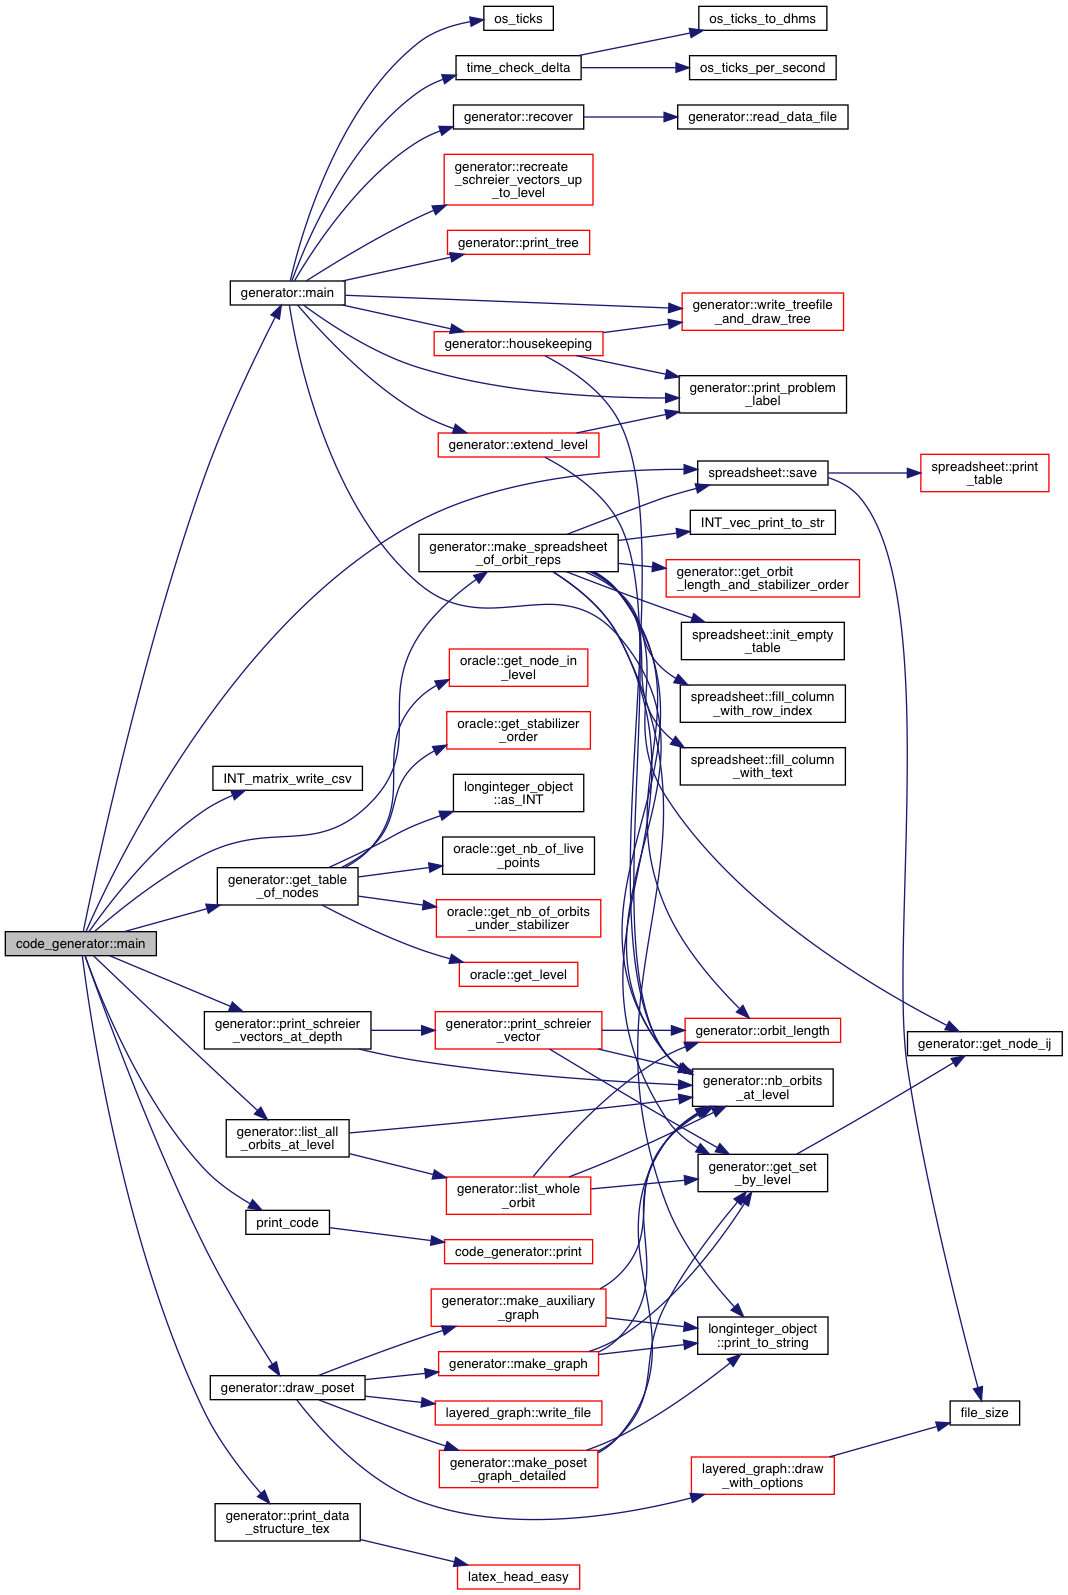 os_ticks
os_ticks_to_dhms
time_check_delta
os_ticks_per_second
generator::recover
generator::read_data_file
generator::recreate
_schreier_vectors_up
_to_level
generator::print_tree
generator::main
generator::write_treefile
_and_draw_tree
generator::housekeeping
generator::print_problem
_label
generator::extend_level
spreadsheet::save
spreadsheet::print
_table
INT_vec_print_to_str
generator::make_spreadsheet
_of_orbit_reps
generator::get_orbit
_length_and_stabilizer_order
spreadsheet::init_empty
_table
oracle::get_node_in
_level
spreadsheet::fill_column
_with_row_index
oracle::get_stabilizer
_order
spreadsheet::fill_column
_with_text
INT_matrix_write_csv
longinteger_object
::as_INT
oracle::get_nb_of_live
_points
generator::get_table
_of_nodes
oracle::get_nb_of_orbits
_under_stabilizer
code_generator::main
oracle::get_level
generator::print_schreier
_vectors_at_depth
generator::print_schreier
_vector
generator::orbit_length
generator::get_node_ij
generator::nb_orbits
_at_level
generator::list_all
_orbits_at_level
generator::get_set
_by_level
generator::list_whole
_orbit
print_code
code_generator::print
generator::make_auxiliary
_graph
longinteger_object
::print_to_string
generator::make_graph
generator::draw_poset
layered_graph::write_file
file_size
generator::make_poset
_graph_detailed
layered_graph::draw
_with_options
generator::print_data
_structure_tex
latex_head_easy